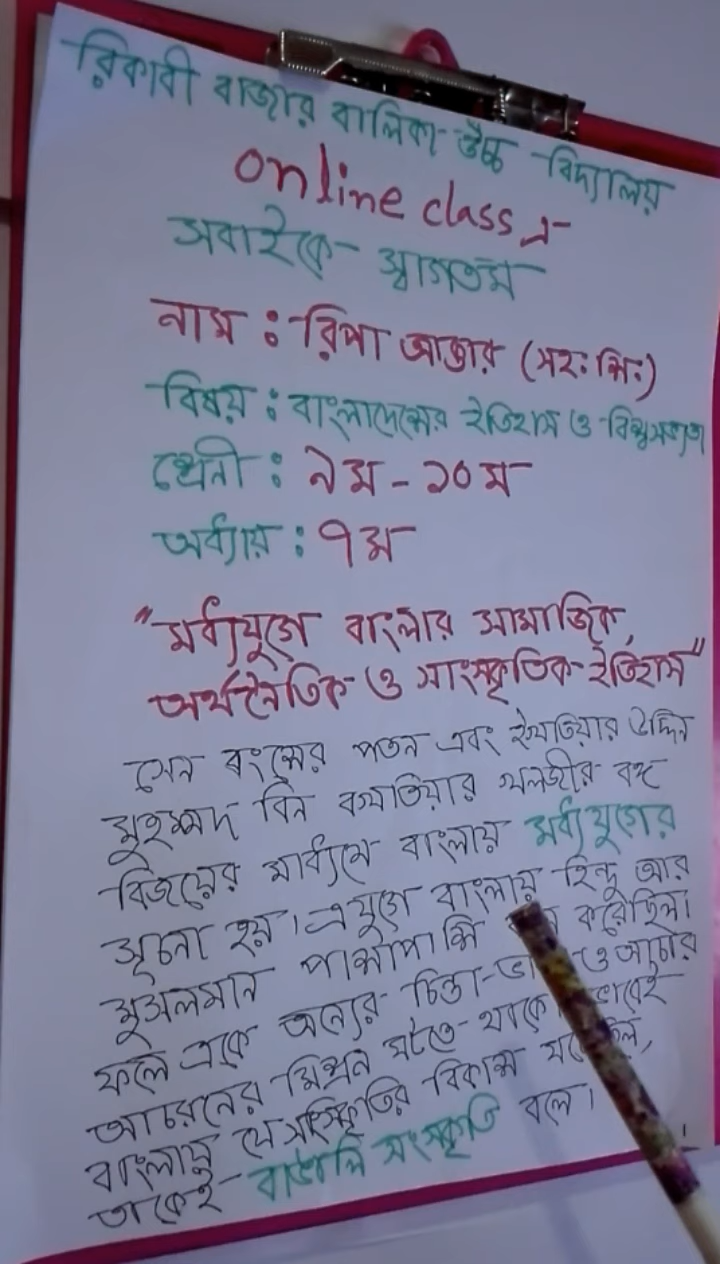 রিকাবী বাজার বালিকা উচ্চ বিদ্যালয়
online class এ
সবাইকে স্বাগতম
নাম : রিপা আক্তার (সহ: শি:)
বিষয় : বাংলাদেশের ইতিহাস ও বিশ্বসভ্যতা
শ্রেনী : ৯ম - ১০ম
অধ্যায় : ৭ম
"মধ্যযুগে বাংলার সামাজিক,
অর্থনৈতিক ও সাংস্কৃতিক ইতিহাস"
সেন বংশের পতন এবং ইখতিয়ার উদ্দিন
মুহম্মদ বিন বখতিয়ার খলজীর বঙ্গ
বিজয়ের মাধ্যমে বাংলায় মধ্যযুগের
সূচনা হয়। এযুগে বাংলায় হিন্দু আর
মুসলমান পাশাপাশি করেছিল।
ফলে একে অন্যের চিন্তা- ও আচার
আচরনের মিশ্রন ঘটতে থাকে।
বাংলায় যে সংস্কৃতির বিকাশ
তাকেই বাঙালি সংস্কৃতি বলে।